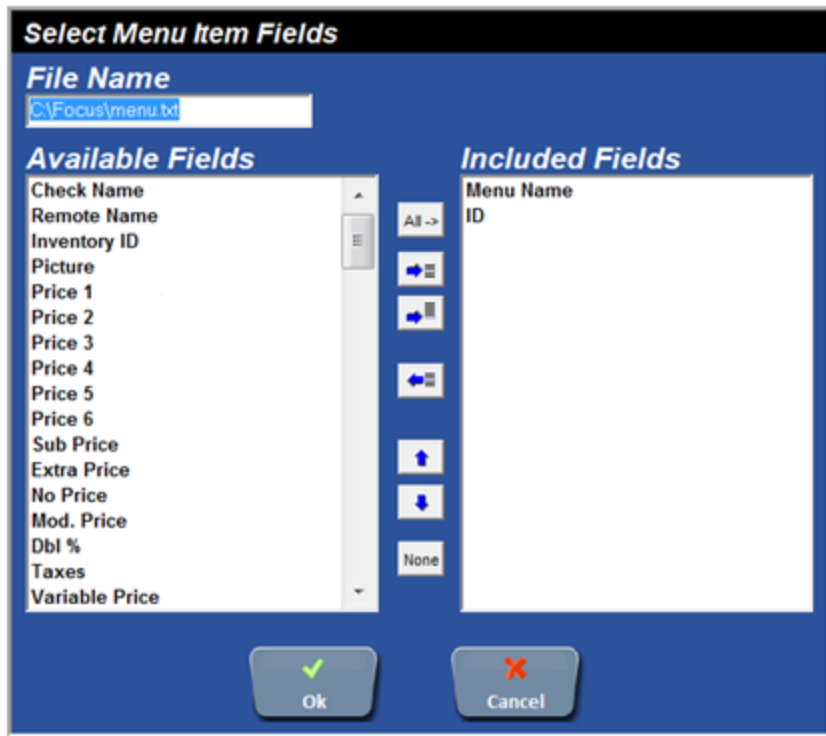 Select Menu Item Fields
File Name
C:\Focus\menu.txt
Available Fields
Check Name
Remote Name
Inventory ID
Picture
Price 1
Price 2
Price 3
Price 4
Price 5
Price 6
Sub Price
Extra Price
No Price
Mod. Price
Dbl %
Taxes
Variable Price
All ->
None
Included Fields
Menu Name
ID
Ok
Cancel